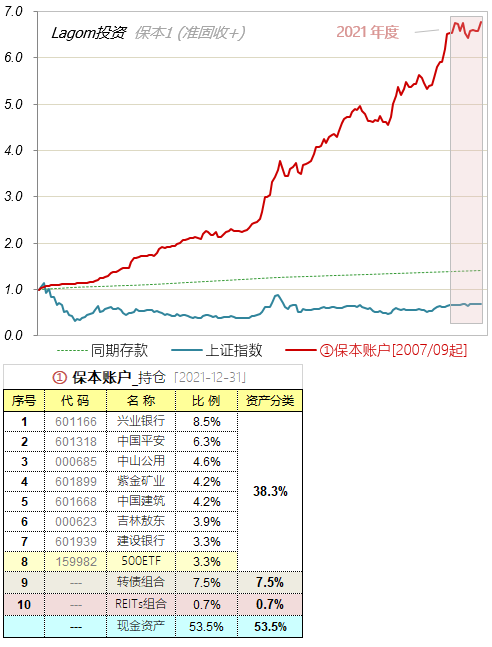 7.0
Lagom投资 保本1 (准固收+)
2021 年度
6.0
5.0
4.0
3.0
2.0
1.0
0.0
同期存款 上证指数 ①保本账户[2007/09起]
① 保本账户_持仓 「2021-12-31」
序号 代 码 名 称 比 例 资产分类
1 601166 兴业银行 8.5%
2 601318 中国平安 6.3%
3 000685 中山公用 4.6%
4 601899 紫金矿业 4.2%
38.3%
5 601668 中国建筑 4.2%
6 000623 吉林敖东 3.9%
7 601939 建设银行 3.3%
8 159982 500ETF 3.3%
9 --- 转债组合 7.5% 7.5%
10 --- REITs组合 0.7% 0.7%
--- 现金资产 53.5% 53.5%